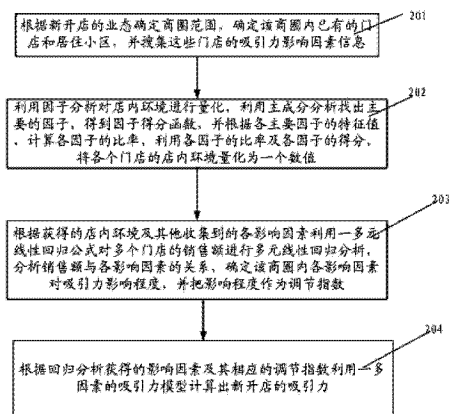 201
根据新开店的业态确定商圈范围，确定该商圈内已有的门
店和居住小区，并搜集这些门店的吸引力影响因素信息
202
利用因子分析对店内环境进行量化，利用主成分分析找出主
要的因子，得到因子得分函数，并根据各主要因子的特征值
，计算各因子的比率，利用各因子的比率及各因子的得分，
将各个门店的店内环境量化为一个数值
203
根据获得的店内环境及其他收集到的各影响因素利用一多元
线性回归公式对多个门店的销售额进行多元线性回归分析，
分析销售额与各影响因素的关系，确定该商圈内各影响因素
对吸引力影响程度，并把影响程度作为调节指数
204
根据回归分析获得的影响因素及其相应的调节指数利用一多
因素的吸引力模型计算出新开店的吸引力